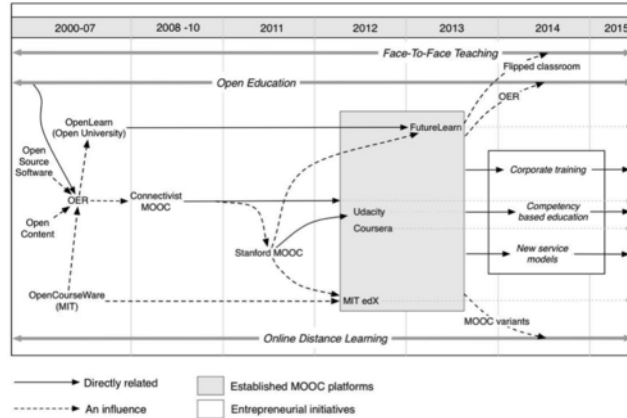 2000-07 2008 -10 2011 2012 2013 2014 2015
Face-To-Face Teaching
Flipped classroom
Open Education
OER
OpenLearn
(Open University)
FutureLearn
Open
Source
Software
Corporate training
OER
Connectivist
MOOC
Udacity
Competency
based education
Open
Content
Coursera
Stanford MOOC
New service
models
OpenCourseWare
(MIT)
MIT edX
MOOC variants
Online Distance Learning
Directly related
Established MOOC platforms
An influence
Entrepreneurial initiatives